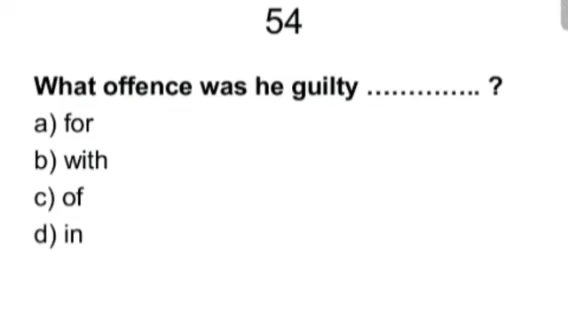 54
What offence was he guilty .............. ?
a) for
b) with
c) of
d) in